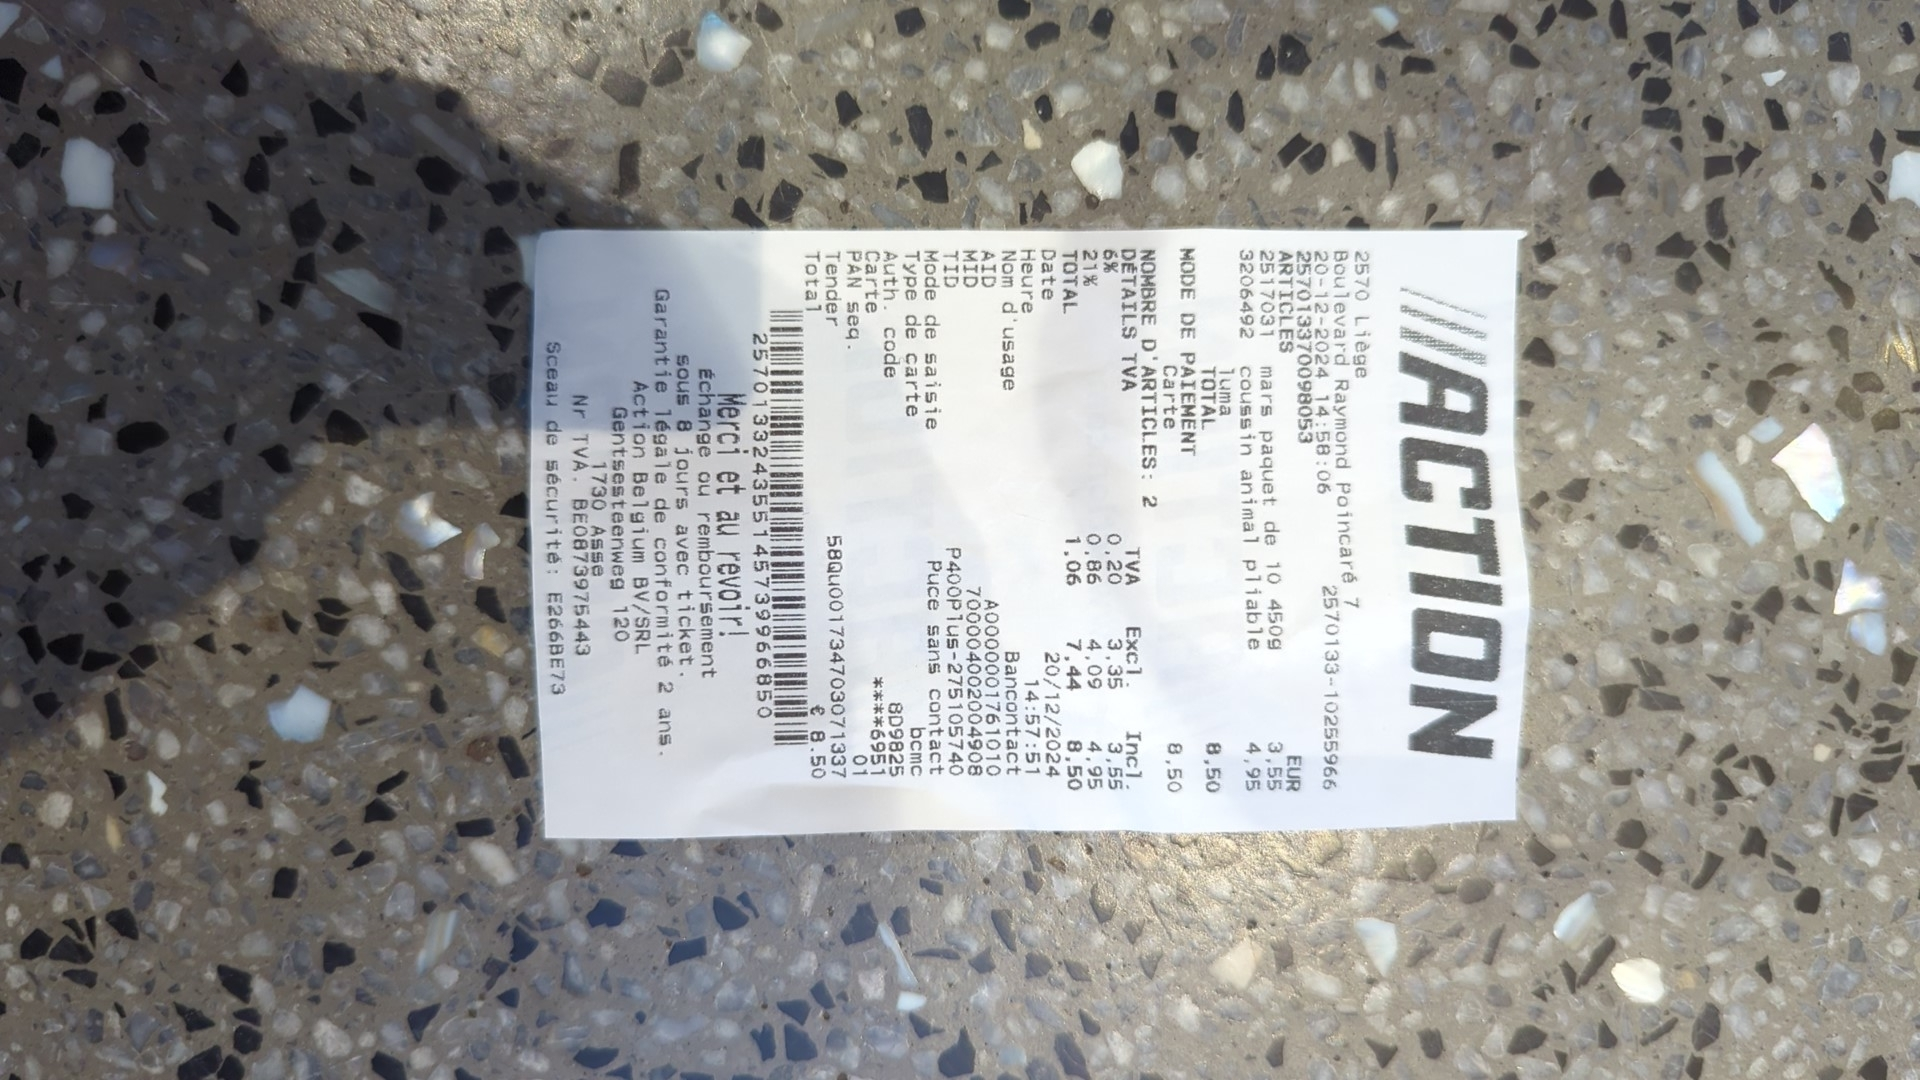 ACTION
2570 Liège
Boulevard Raymond Poincaré 7
20-12-2024 14:58:06 2570133-10255966
257013370098053
ARTICLES EUR
2517031 mars paquet de 10 450g 3,55
3206492 coussin animal pliable 4,95
luma
TOTAL 8,50
MODE DE PAIEMENT
Carte 8,50
NOMBRE D'ARTICLES: 2
DÉTAILS TVA TVA Excl. Incl.
6% 0,20 3,35 3,55
21% 0,86 4,09 4,95
TOTAL 1,06 7,44 8,50
Date 20/12/2024
Heure 14:57:51
Nom d'usage Bancontact
AID A0000001761010
MID 700004002004908
TID P400Plus-275105740
Mode de saisie Puce sans contact
Type de carte bcmc
Auth. code 8D9825
Carte ****6951
PAN seq. 01
Tender 58Qu001734703071337
Total € 8.50
257013324355145739966850
Merci et au revoir!
Échange ou remboursement
sous 8 jours avec ticket.
Garantie légale de conformité 2 ans.
Action Belgium BV/SRL
Gentsesteenweg 120
1730 Asse
Nr TVA. BE0873975443
Sceau de sécurité: E266BE73